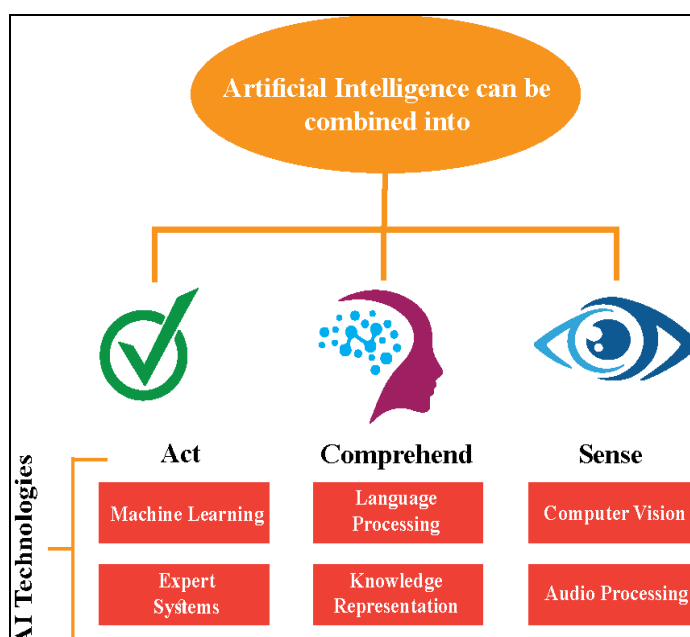 Artificial Intelligence can be
combined into
Act
Comprehend
Sense
AI Technologies
Machine Learning
Language
Processing
Computer Vision
Expert
Systems
Knowledge
Representation
Audio Processing